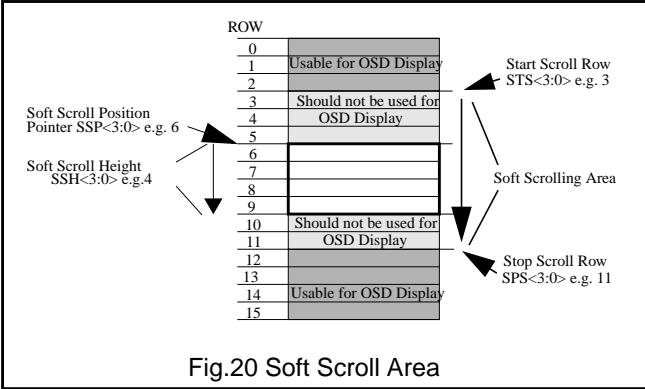 ROW
0
1
2
3
4
5
6
7
8
9
10
11
12
13
14
15
Usable for OSD Display
Should not be used for
OSD Display
Should not be used for
OSD Display
Usable for OSD Display
Soft Scroll Position
Pointer SSP<3:0> e.g. 6
Soft Scroll Height
SSH<3:0> e.g.4
Start Scroll Row
STS<3:0> e.g. 3
Soft Scrolling Area
Stop Scroll Row
SPS<3:0> e.g. 11
Fig.20 Soft Scroll Area